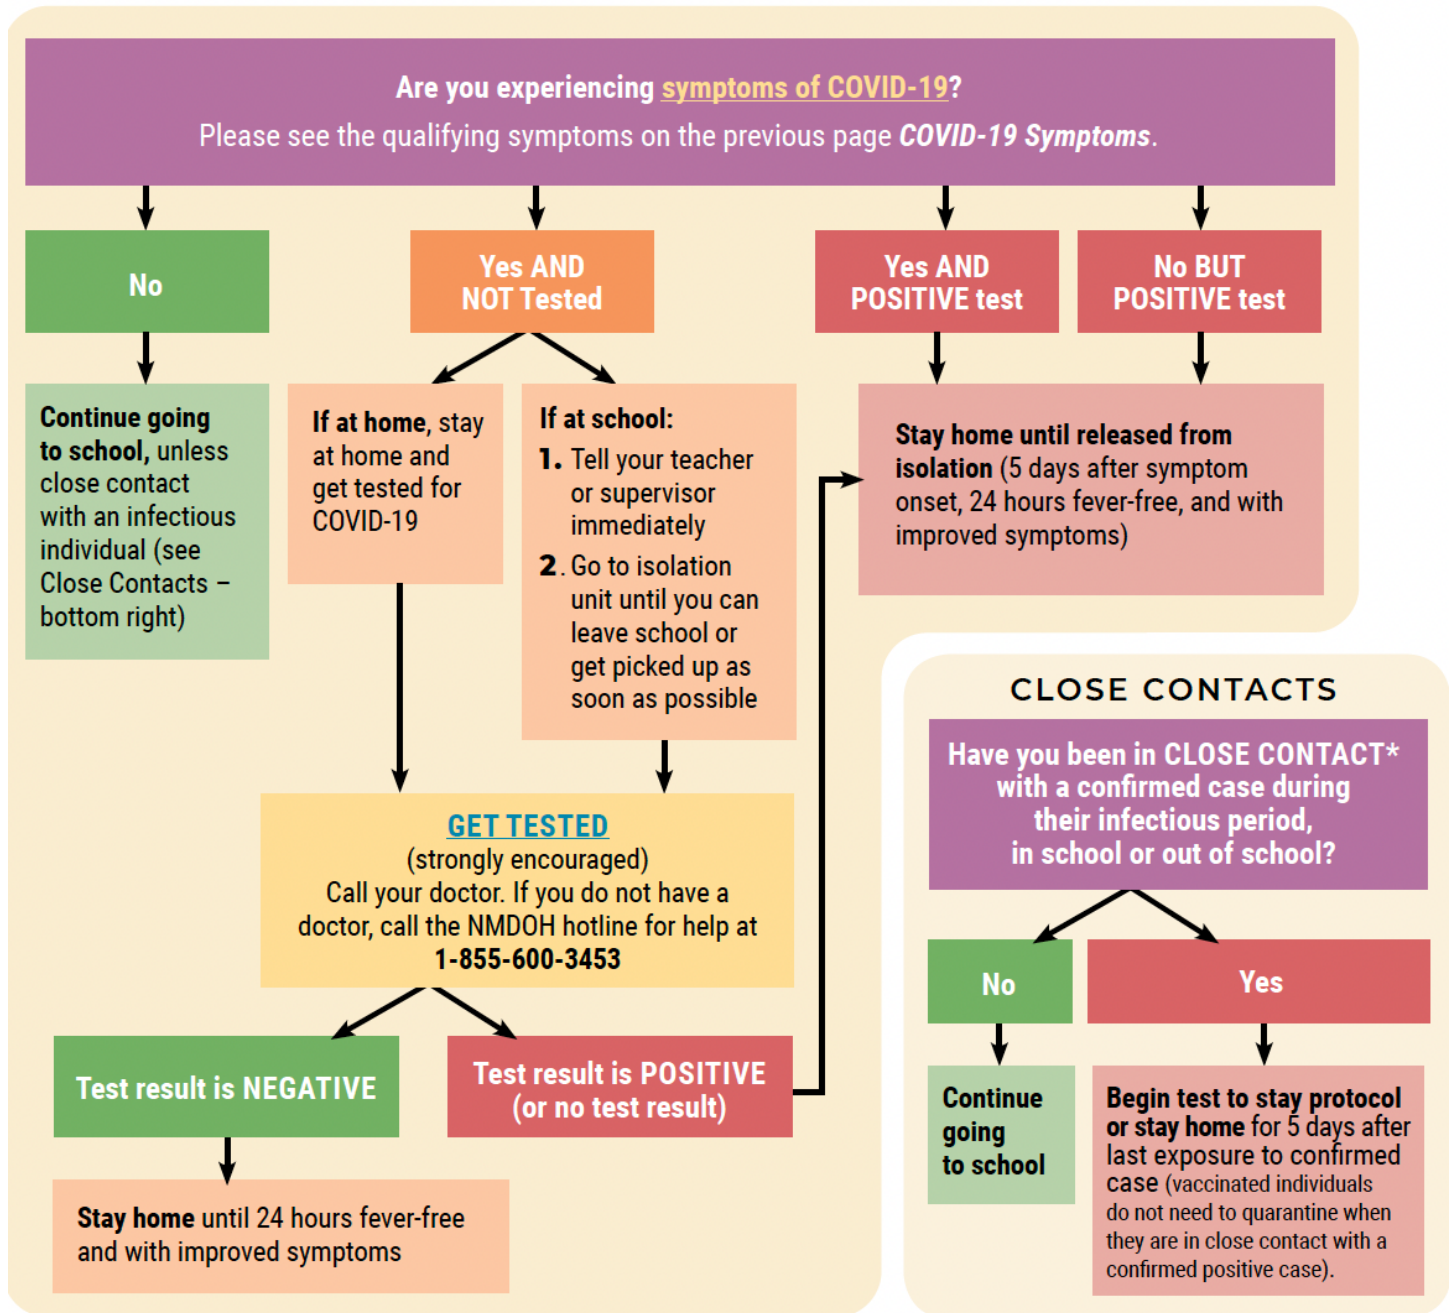 Are you experiencing symptoms of COVID-19?
Please see the qualifying symptoms on the previous page COVID-19 Symptoms.
No
Yes AND
NOT Tested
Yes AND
POSITIVE test
No BUT
POSITIVE test
Continue going
to school, unless
close contact
with an infectious
individual (see
Close Contacts –
bottom right)
If at home, stay
at home and
get tested for
COVID-19
If at school:
1. Tell your teacher
or supervisor
immediately
2. Go to isolation
unit until you can
leave school or
get picked up as
soon as possible
Stay home until released from
isolation (5 days after symptom
onset, 24 hours fever-free, and with
improved symptoms)
GET TESTED
(strongly encouraged)
Call your doctor. If you do not have a
doctor, call the NMDOH hotline for help at
1-855-600-3453
Test result is NEGATIVE
Test result is POSITIVE
(or no test result)
Stay home until 24 hours fever-free
and with improved symptoms
CLOSE CONTACTS
Have you been in CLOSE CONTACT*
with a confirmed case during
their infectious period,
in school or out of school?
No
Yes
Continue
going
to school
Begin test to stay protocol
or stay home for 5 days after
last exposure to confirmed
case (vaccinated individuals
do not need to quarantine when
they are in close contact with a
confirmed positive case).